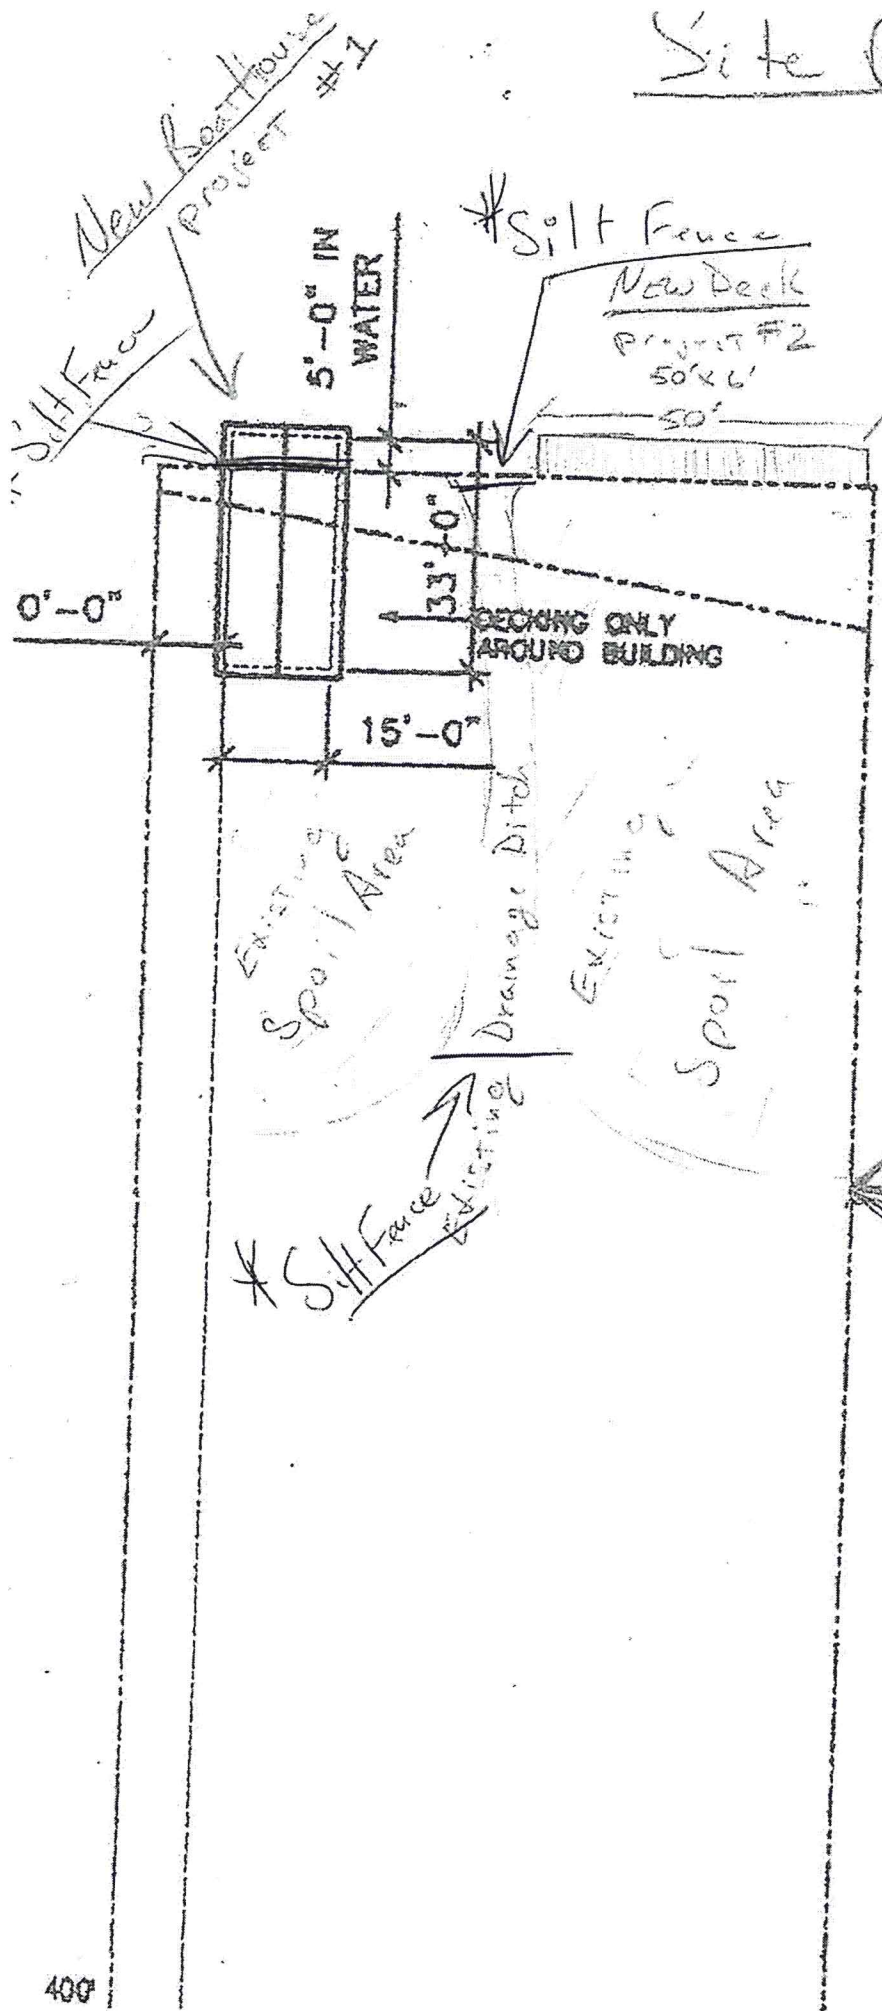 Site
New BoatHouse
project #1
*Silt Fence
NEW Deck
project #2
50'x6'
50'
5'-0" IN
WATER
* Silt Fence
33'-0"
0'-0"
DECKING ONLY
AROUND BUILDING
15'-0"
Existing
Spoil Area
Existing Drainage Ditch
Existing
Spoil Area
* Silt Fence
400'